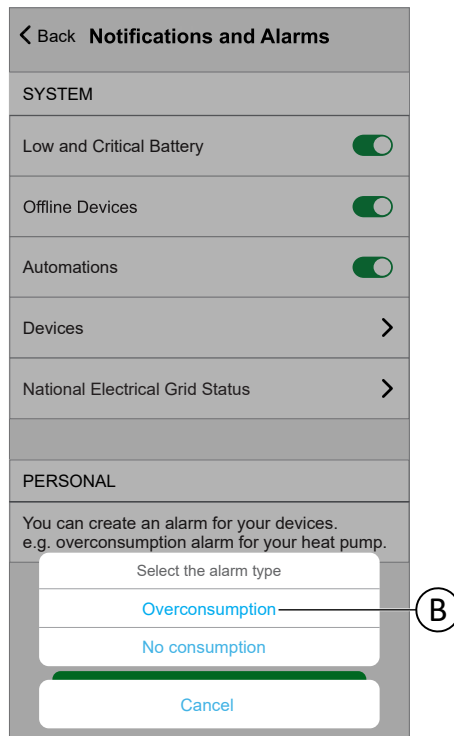 Back Notifications and Alarms
SYSTEM
Low and Critical Battery
Offline Devices
Automations
Devices
National Electrical Grid Status
PERSONAL
You can create an alarm for your devices.
e.g. overconsumption alarm for your heat pump.
Select the alarm type
Overconsumption
B
No consumption
Cancel